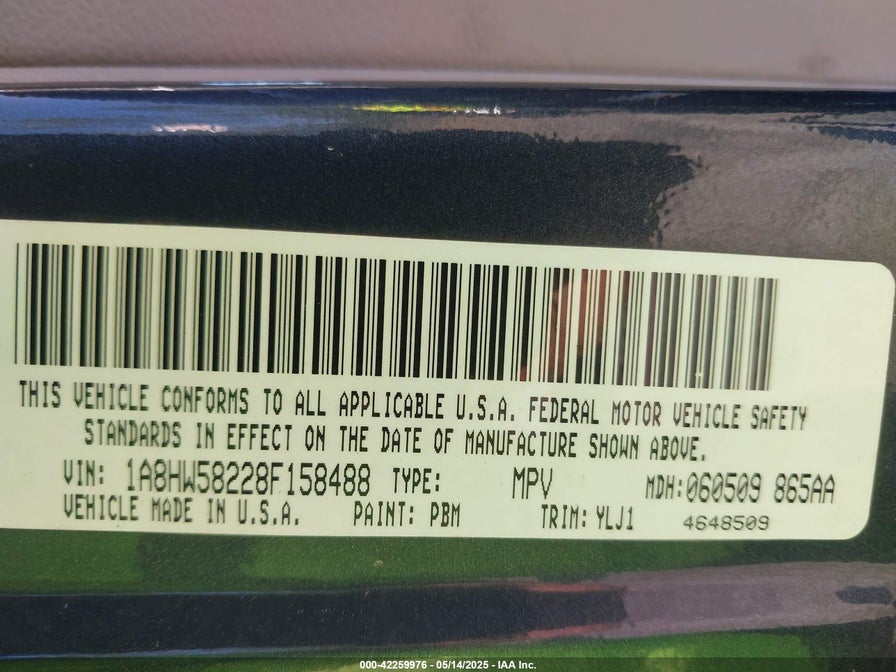 THIS VEHICLE CONFORMS TO ALL APPLICABLE U.S.A. FEDERAL MOTOR VEHICLE SAFETY
STANDARDS IN EFFECT ON THE DATE OF MANUFACTURE SHOWN ABOVE.
VIN: 1A8HW58228F158488 TYPE: MPV MDH:060509 865AA
VEHICLE MADE IN U.S.A. PAINT: PBM TRIM: YLJ1 4648509
000-42259976 - 05/14/2025 - IAA Inc.